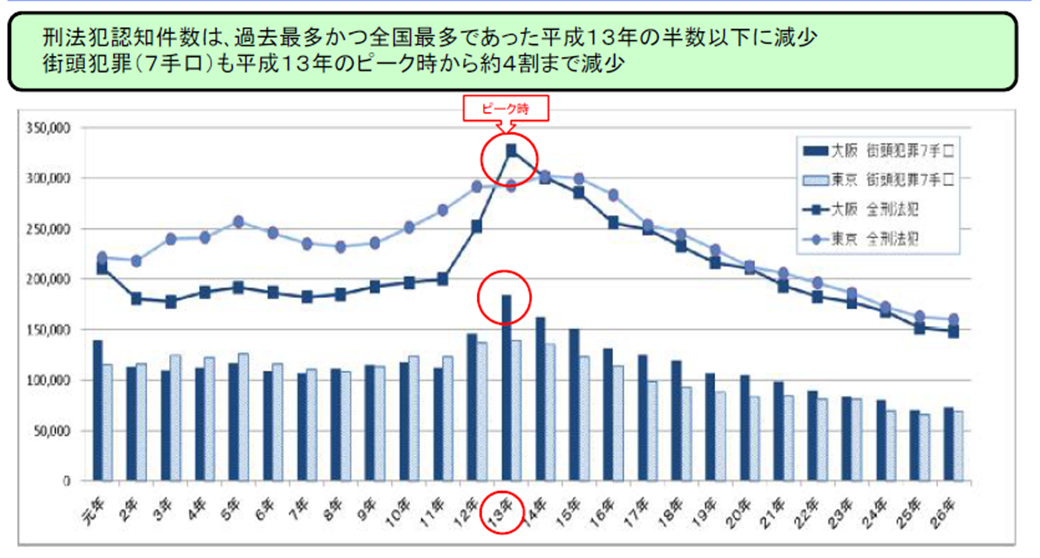 刑法犯認知件数は、過去最多かつ全国最多であった平成１３年の半数以下に減少
街頭犯罪（７手口）も平成１３年のピーク時から約４割まで減少
ピーク時
350,000
300,000
250,000
200,000
150,000
100,000
50,000
0
大阪 街頭犯罪7手口
東京 街頭犯罪7手口
大阪 全刑法犯
東京 全刑法犯
元年
2年
3年
4年
5年
6年
7年
8年
9年
10年
11年
12年
13年
14年
15年
16年
17年
18年
19年
20年
21年
22年
23年
24年
25年
26年